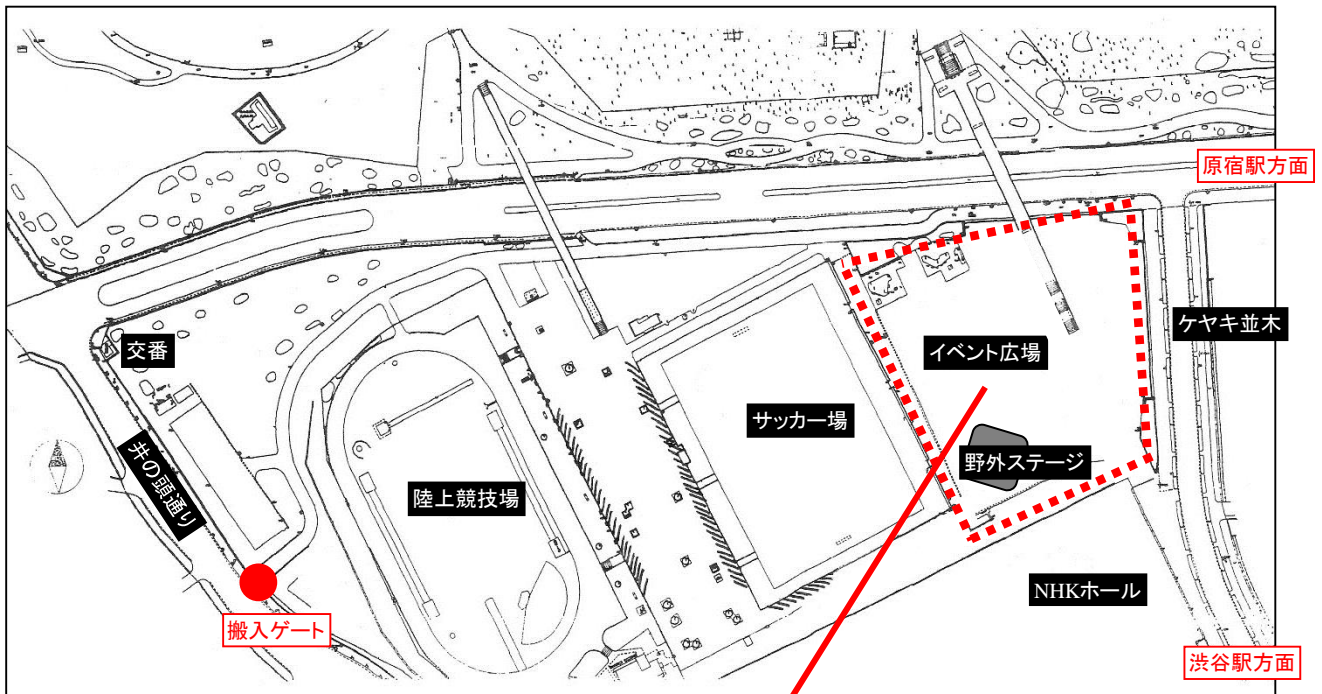 原宿駅方面
ケヤキ並木
交番
イベント広場
サッカー場
野外ステージ
井の頭通り
陸上競技場
NHKホール
搬入ゲート
渋谷駅方面